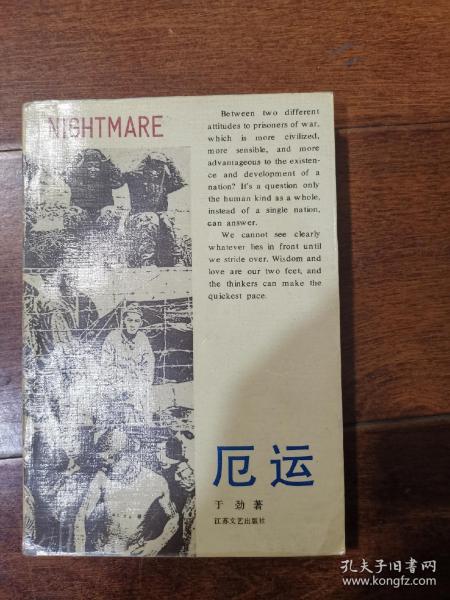 NIGHTMARE
Between two different
attitudes to prisoners of war,
which is more civilized,
more sensible, and more
advantageous to the existen-
ce and development of a
nation? It's a question only
the human kind as a whole,
instead of a single nation,
can answer.
We cannot see clearly
whatever lies in front until
we stride over. Wisdom and
love are our two feet, and
the thinkers can make the
quickest pace.
厄运
于劲著
江苏文艺出版社
孔夫子旧书网
www.kongfz.com